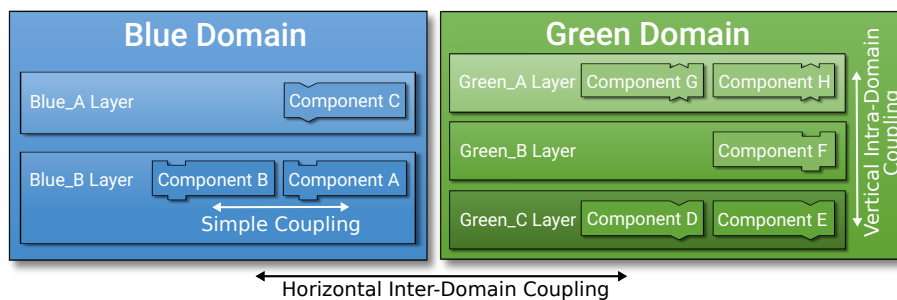 Blue Domain
Blue_A Layer
Component C
Blue_B Layer
Component B
Component A
Simple Coupling
Green Domain
Green_A Layer
Component G
Component H
Green_B Layer
Component F
Green_C Layer
Component D
Component E
Vertical Intra-Domain
Coupling
Horizontal Inter-Domain Coupling